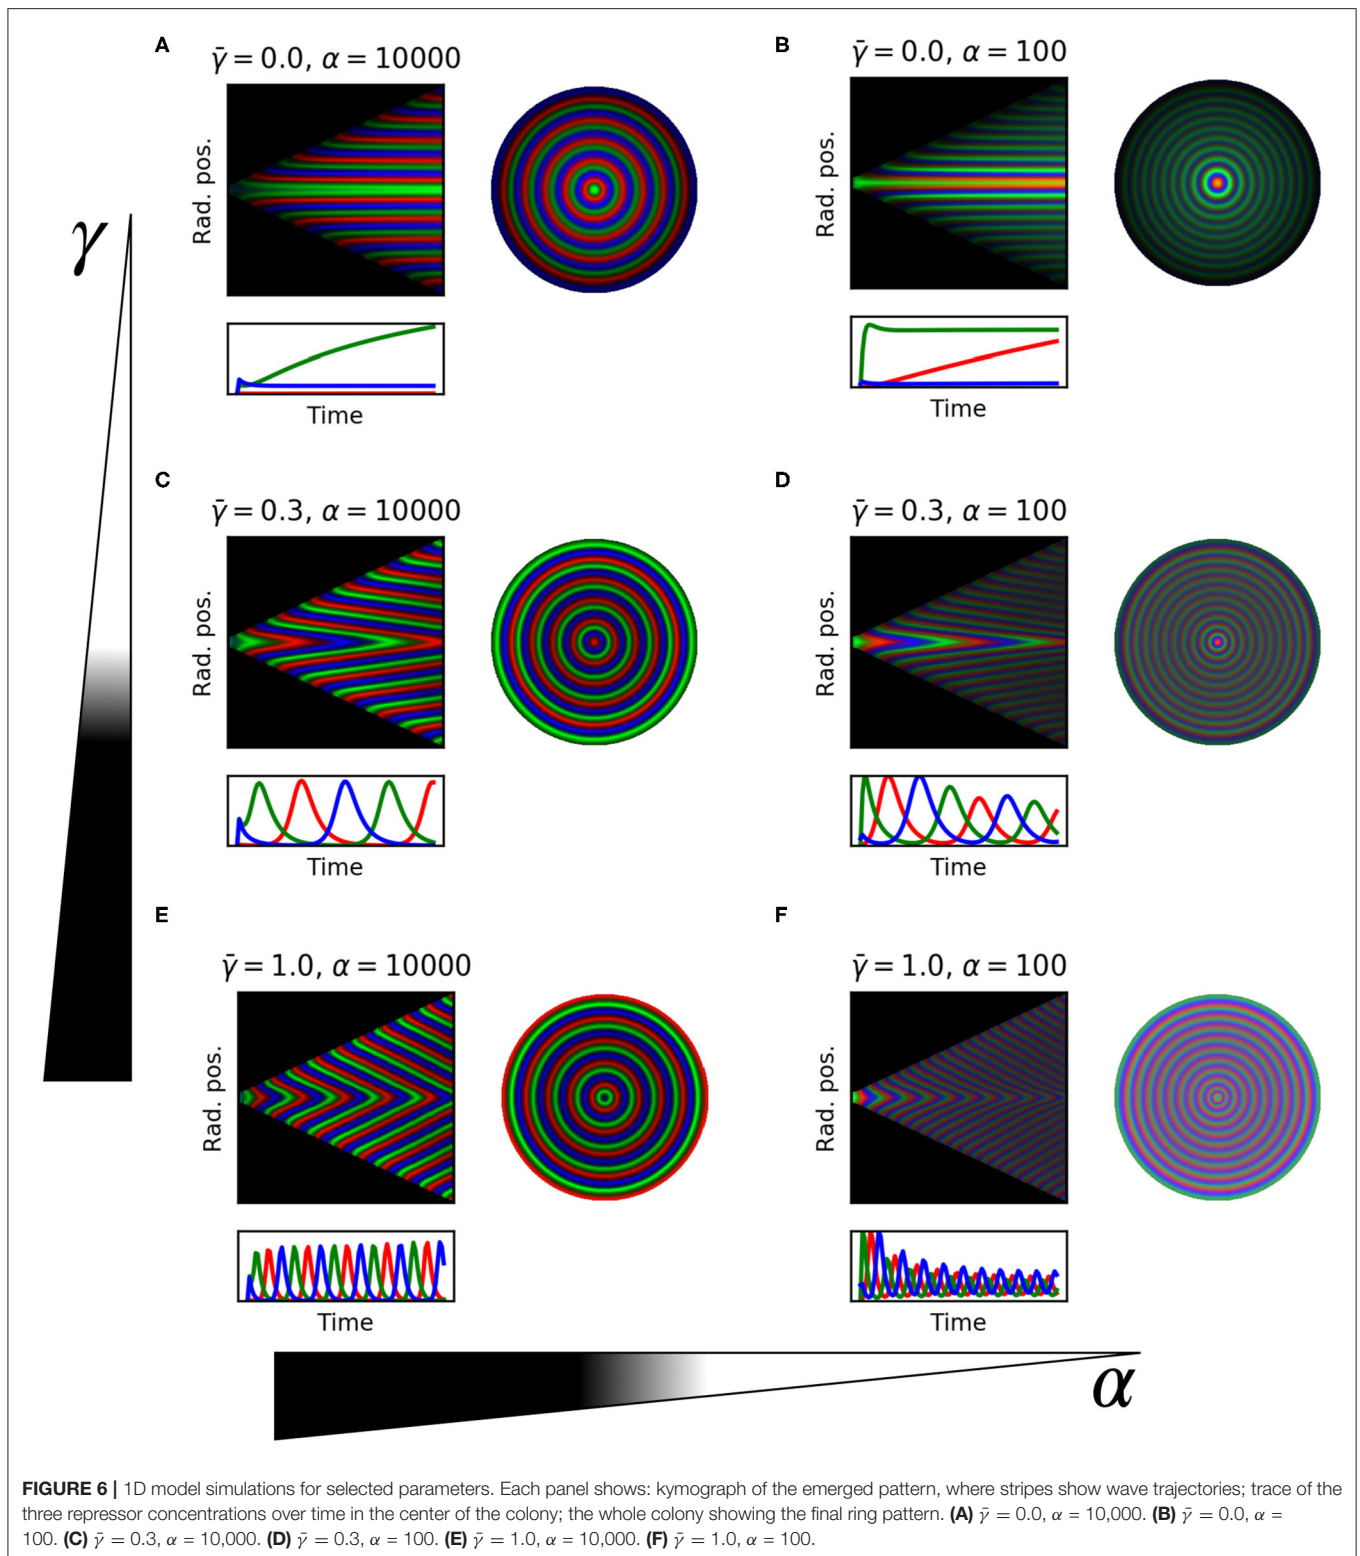 A
γ̄ = 0.0, α = 10000
Rad. pos.
Time
B
γ̄ = 0.0, α = 100
Rad. pos.
Time
γ
C
γ̄ = 0.3, α = 10000
Rad. pos.
Time
D
γ̄ = 0.3, α = 100
Rad. pos.
Time
E
γ̄ = 1.0, α = 10000
Rad. pos.
Time
F
γ̄ = 1.0, α = 100
Rad. pos.
Time
α
FIGURE 6 | 1D model simulations for selected parameters. Each panel shows: kymograph of the emerged pattern, where stripes show wave trajectories; trace of the
three repressor concentrations over time in the center of the colony; the whole colony showing the final ring pattern. (A) γ̄ = 0.0, α = 10,000. (B) γ̄ = 0.0, α =
100. (C) γ̄ = 0.3, α = 10,000. (D) γ̄ = 0.3, α = 100. (E) γ̄ = 1.0, α = 10,000. (F) γ̄ = 1.0, α = 100.